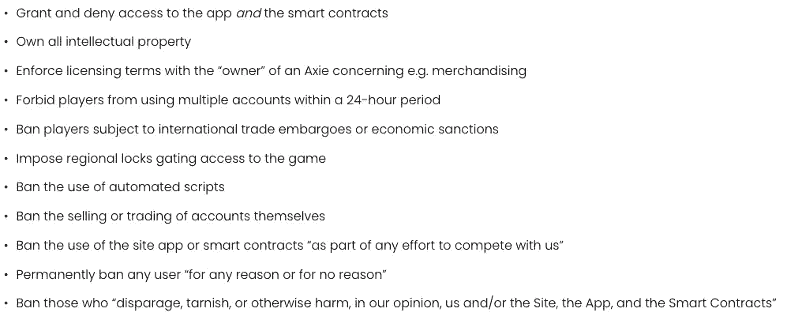 • Grant and deny access to the app and the smart contracts
• Own all intellectual property
• Enforce licensing terms with the “owner” of an Axie concerning e.g. merchandising
• Forbid players from using multiple accounts within a 24-hour period
• Ban players subject to international trade embargoes or economic sanctions
• Impose regional locks gating access to the game
• Ban the use of automated scripts
• Ban the selling or trading of accounts themselves
• Ban the use of the site app or smart contracts “as part of any effort to compete with us”
• Permanently ban any user “for any reason or for no reason”
• Ban those who “disparage, tarnish, or otherwise harm, in our opinion, us and/or the Site, the App, and the Smart Contracts”